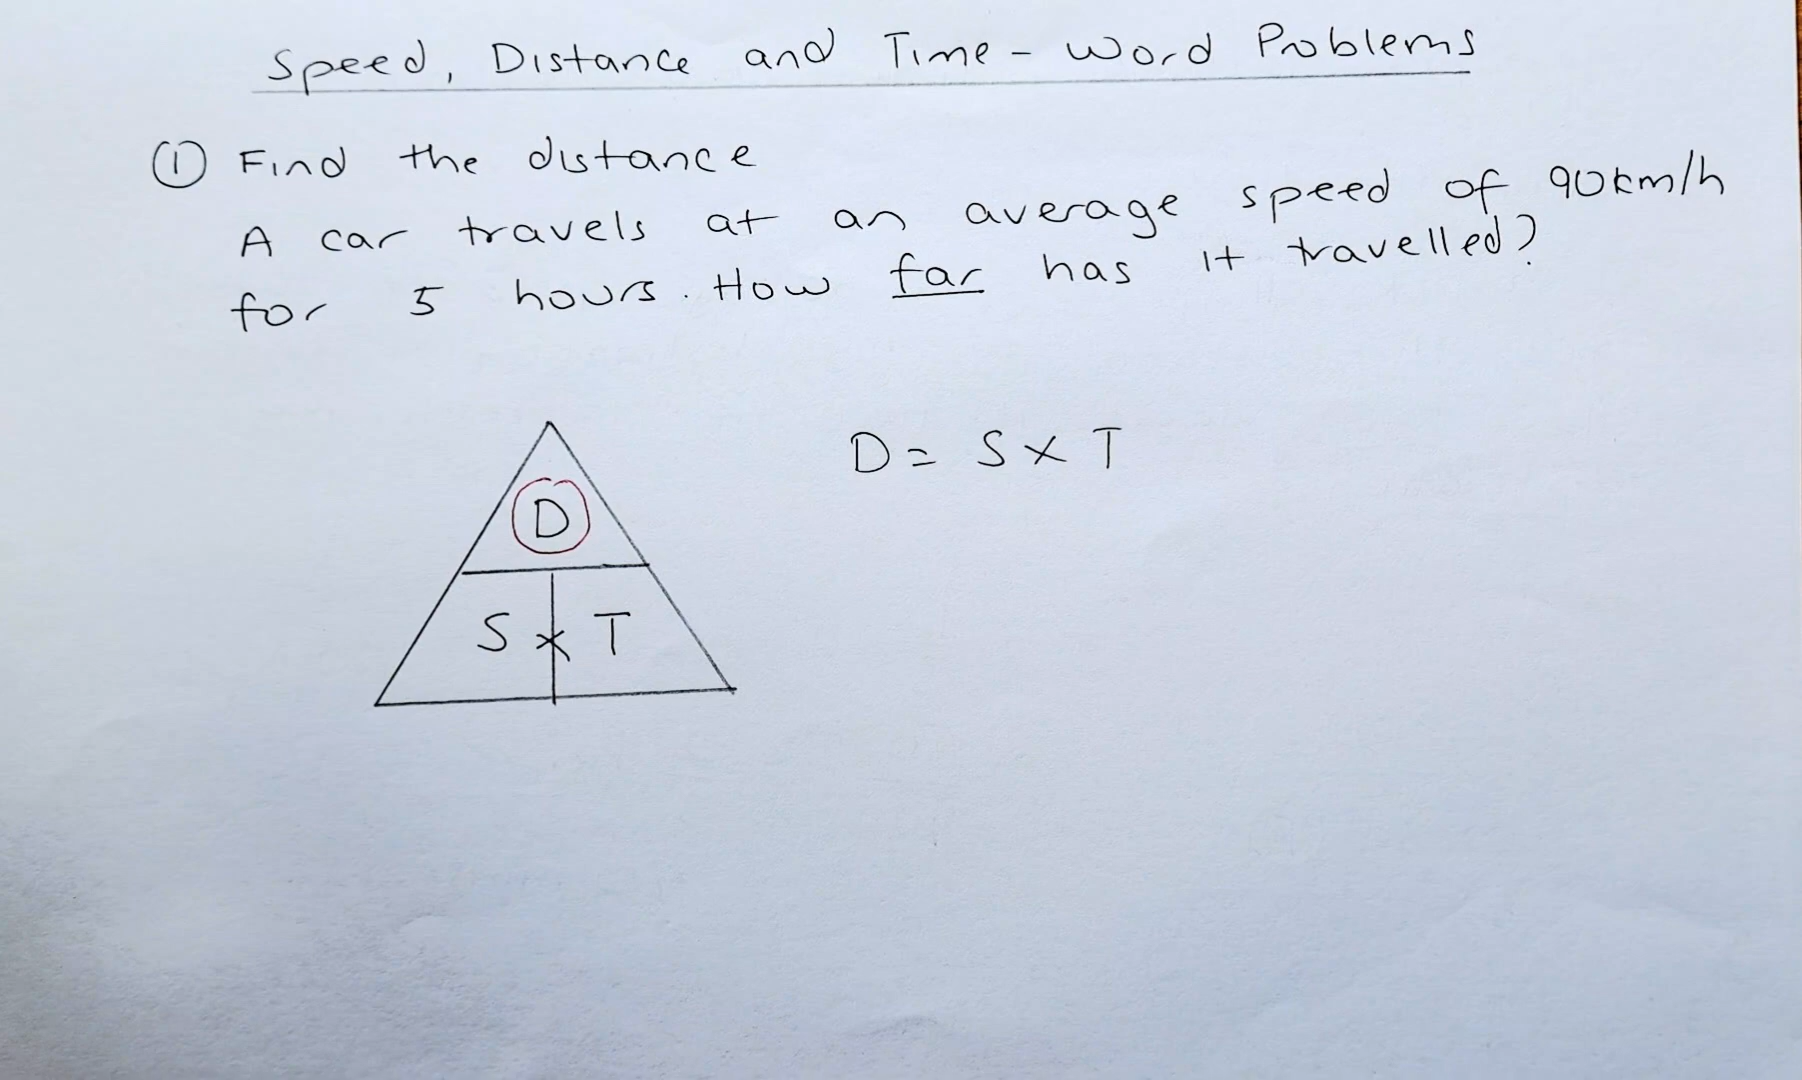 Speed, Distance and Time - Word Problems
① Find the distance
A car travels at an average speed of 90km/h
for 5 hours. How far has it travelled?
D = S × T
D
S × T